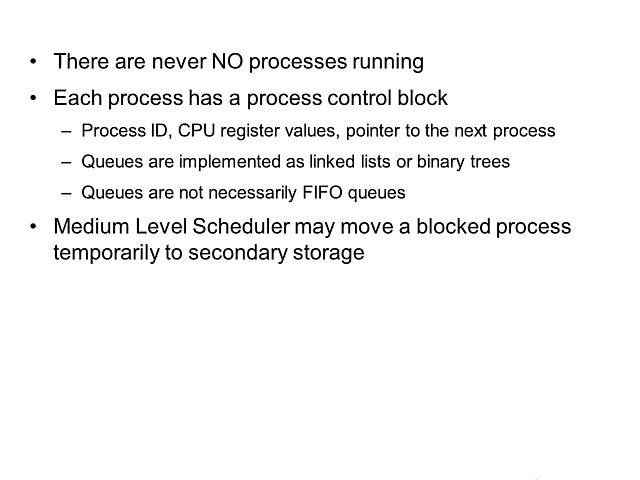 • There are never NO processes running
• Each process has a process control block
– Process ID, CPU register values, pointer to the next process
– Queues are implemented as linked lists or binary trees
– Queues are not necessarily FIFO queues
• Medium Level Scheduler may move a blocked process
temporarily to secondary storage